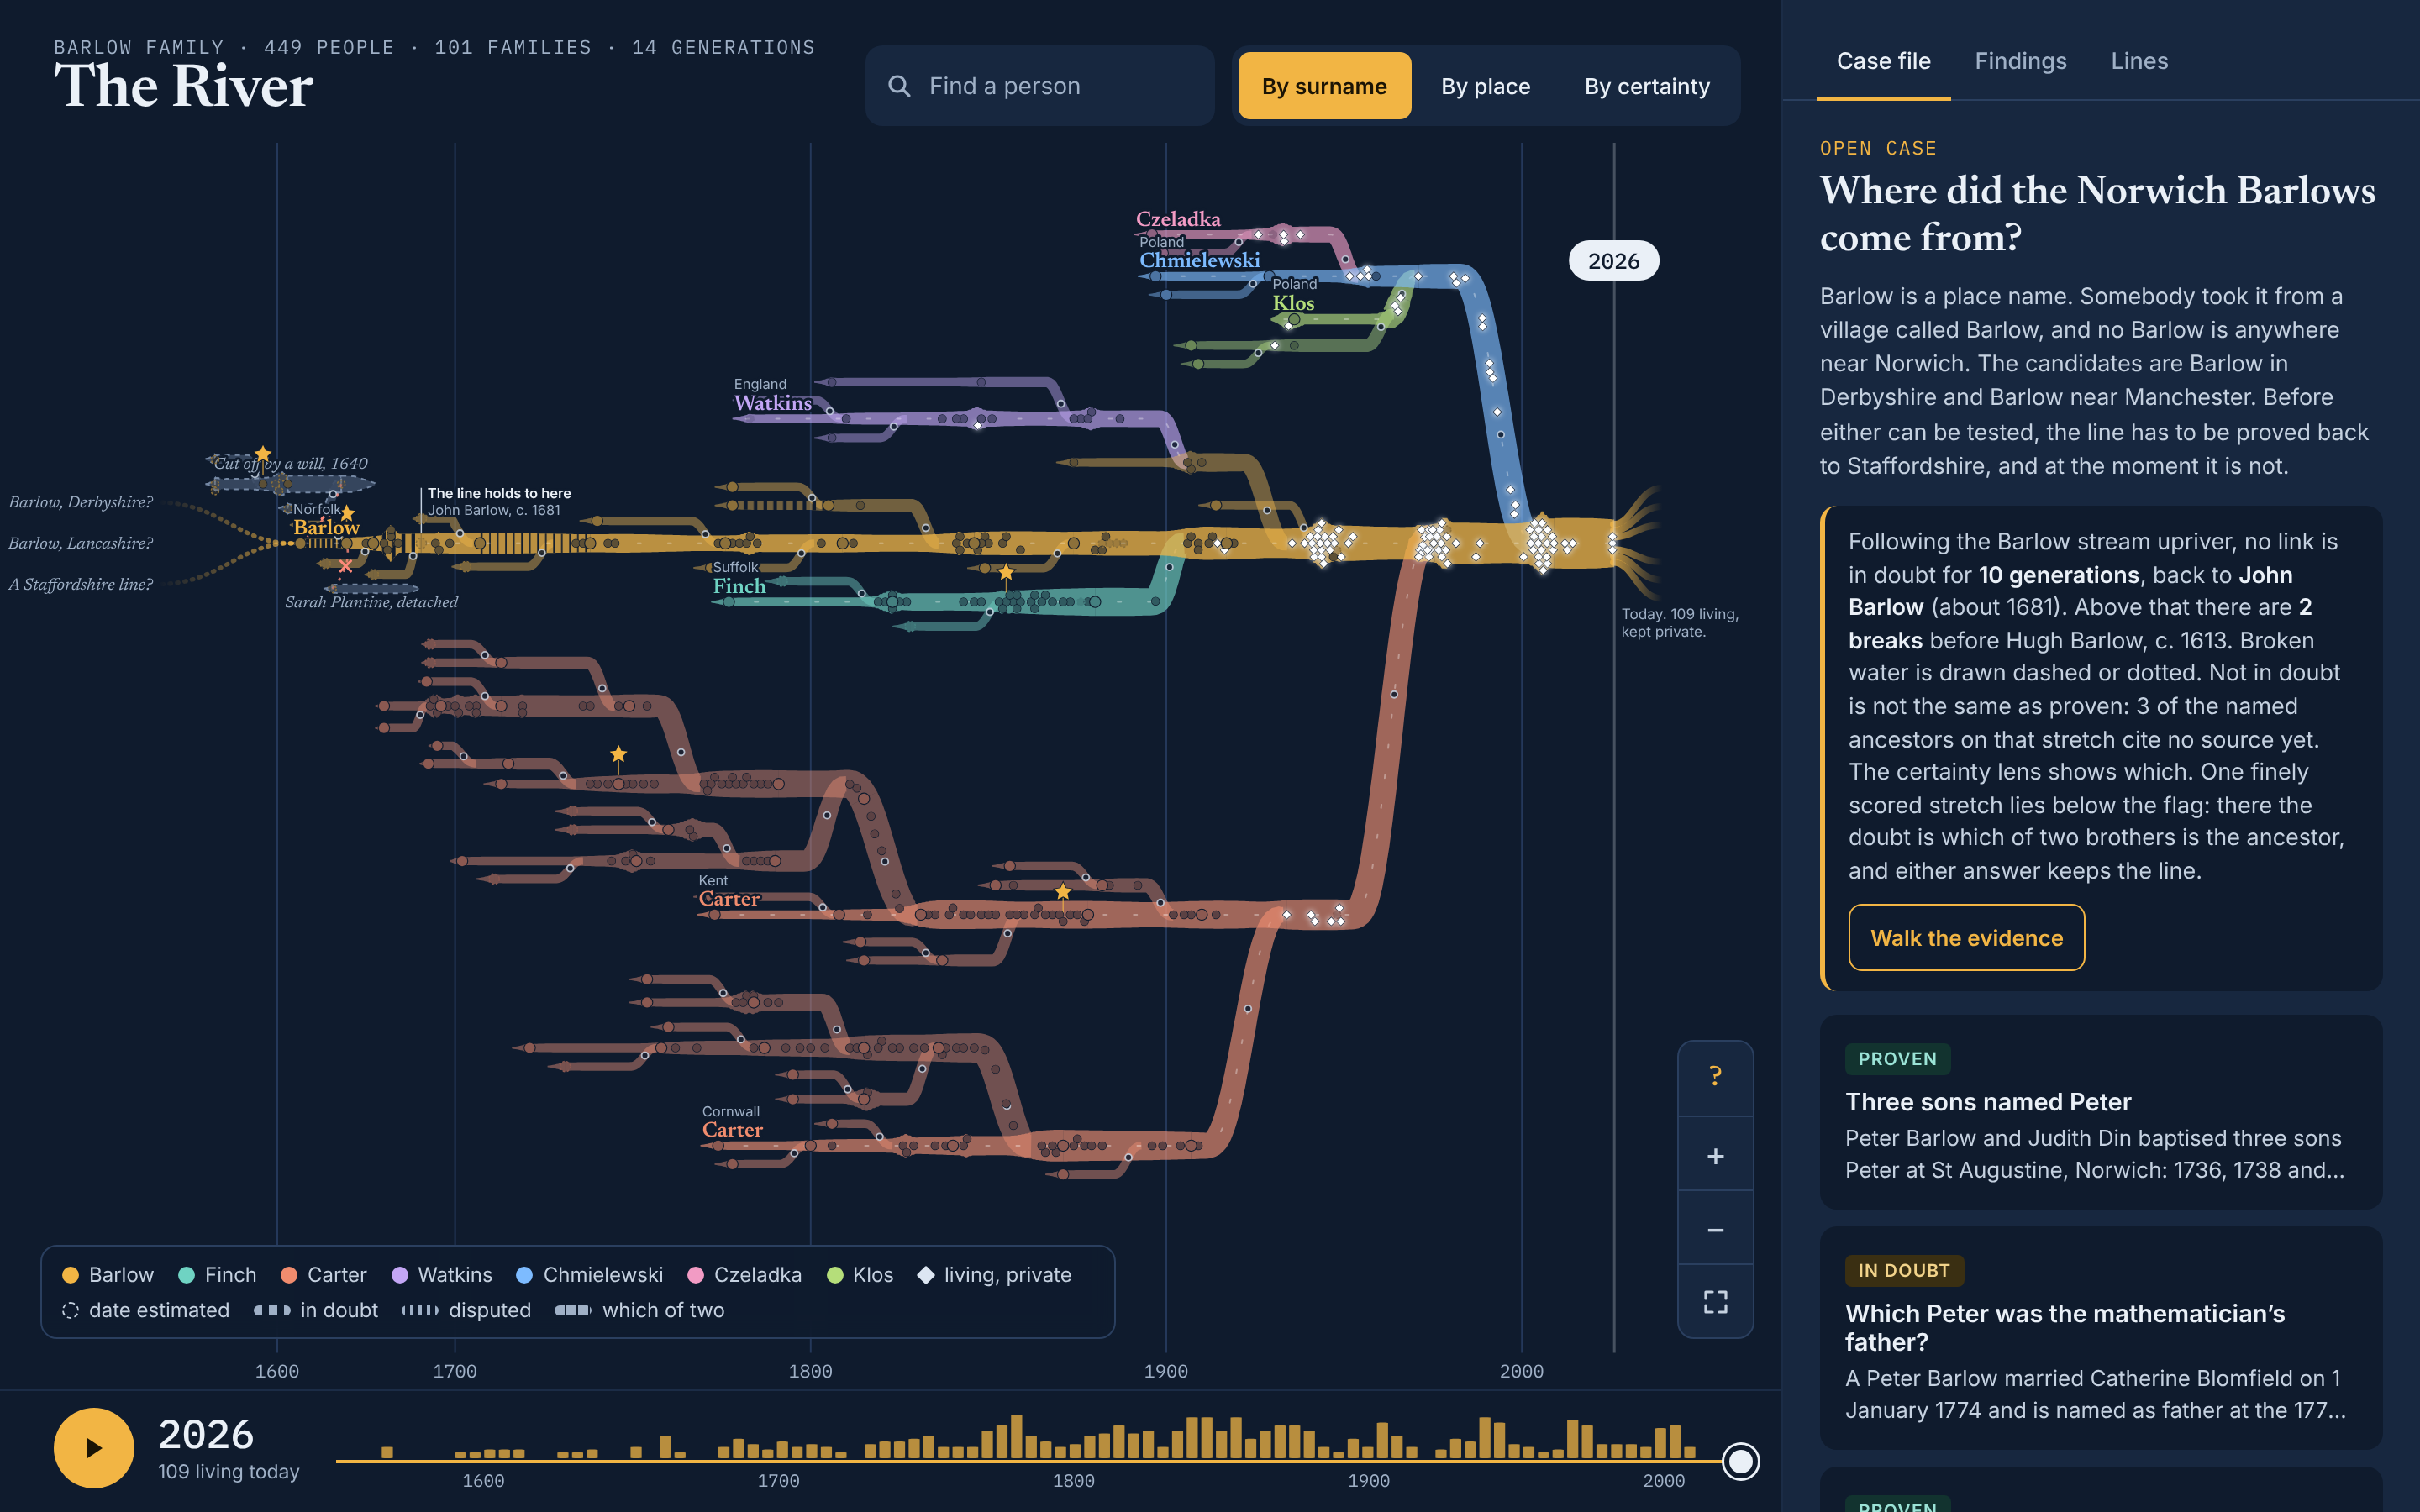 BARLOW FAMILY · 449 PEOPLE · 101 FAMILIES · 14 GENERATIONS
The River
Find a person
By surname
By place
By certainty
Czeladka
Poland
Chmielewski
Poland
Klos
2026
England
Watkins
Cut off by a will, 1640
Barlow, Derbyshire?
Norfolk
Barlow
The line holds to here
John Barlow, c. 1681
Barlow, Lancashire?
A Staffordshire line?
Sarah Plantine, detached
Suffolk
Finch
Today. 109 living,
kept private.
Kent
Carter
Cornwall
Carter
?
+
−
Barlow
Finch
Carter
Watkins
Chmielewski
Czeladka
Klos
living, private
date estimated
in doubt
disputed
which of two
1600
1700
1800
1900
2000
2026
109 living today
1600
1700
1800
1900
2000
Case file
Findings
Lines
OPEN CASE
Where did the Norwich Barlows
come from?
Barlow is a place name. Somebody took it from a
village called Barlow, and no Barlow is anywhere
near Norwich. The candidates are Barlow in
Derbyshire and Barlow near Manchester. Before
either can be tested, the line has to be proved back
to Staffordshire, and at the moment it is not.
Following the Barlow stream upriver, no link is
in doubt for 10 generations, back to John
Barlow (about 1681). Above that there are 2
breaks before Hugh Barlow, c. 1613. Broken
water is drawn dashed or dotted. Not in doubt
is not the same as proven: 3 of the named
ancestors on that stretch cite no source yet.
The certainty lens shows which. One finely
scored stretch lies below the flag: there the
doubt is which of two brothers is the ancestor,
and either answer keeps the line.
Walk the evidence
PROVEN
Three sons named Peter
Peter Barlow and Judith Din baptised three sons
Peter at St Augustine, Norwich: 1736, 1738 and...
IN DOUBT
Which Peter was the mathematician's
father?
A Peter Barlow married Catherine Blomfield on 1
January 1774 and is named as father at the 177...
PROVEN